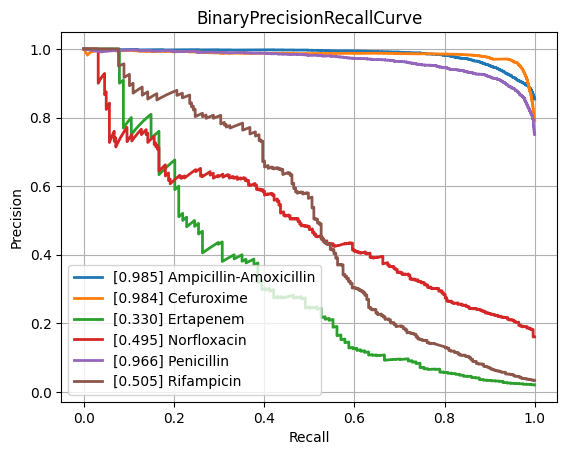 BinaryPrecisionRecallCurve
1.0
0.8
0.6
0.4
0.2
0.0
Precision
[0.985] Ampicillin-Amoxicillin
[0.984] Cefuroxime
[0.330] Ertapenem
[0.495] Norfloxacin
[0.966] Penicillin
[0.505] Rifampicin
0.0 0.2 0.4 0.6 0.8 1.0
Recall